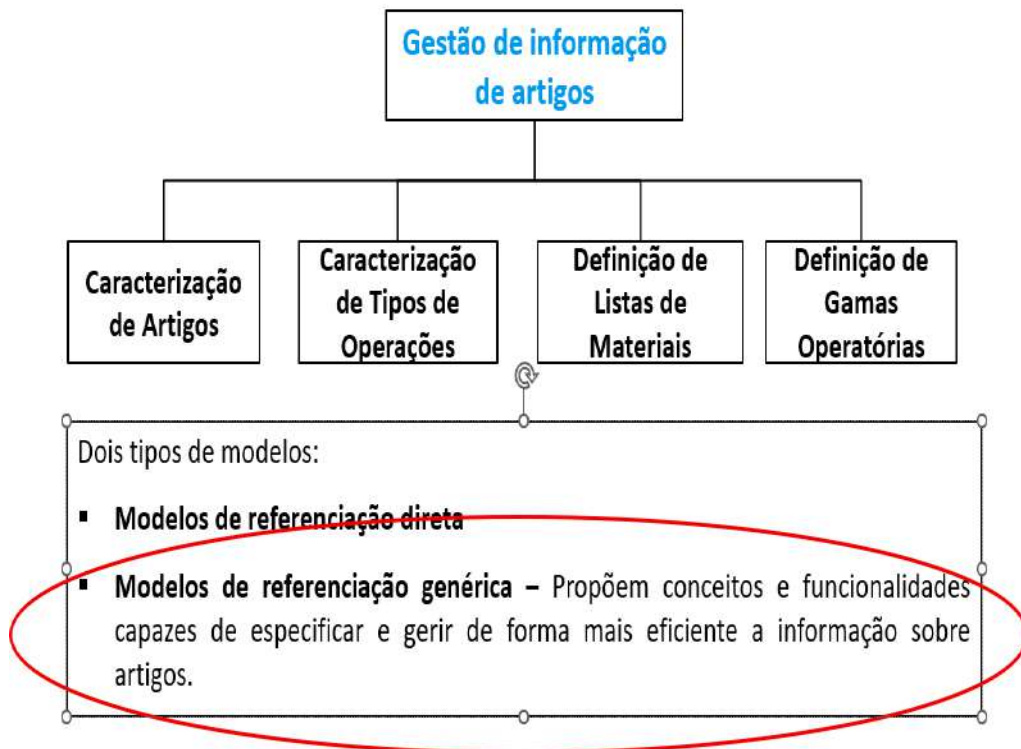 Gestão de informação
de artigos
Caracterização
de Artigos
Caracterização
de Tipos de
Operações
Definição de
Listas de
Materiais
Definição de
Gamas
Operatórias
Dois tipos de modelos:
▪ Modelos de referenciação direta
▪ Modelos de referenciação genérica – Propõem conceitos e funcionalidades
capazes de especificar e gerir de forma mais eficiente a informação sobre
artigos.